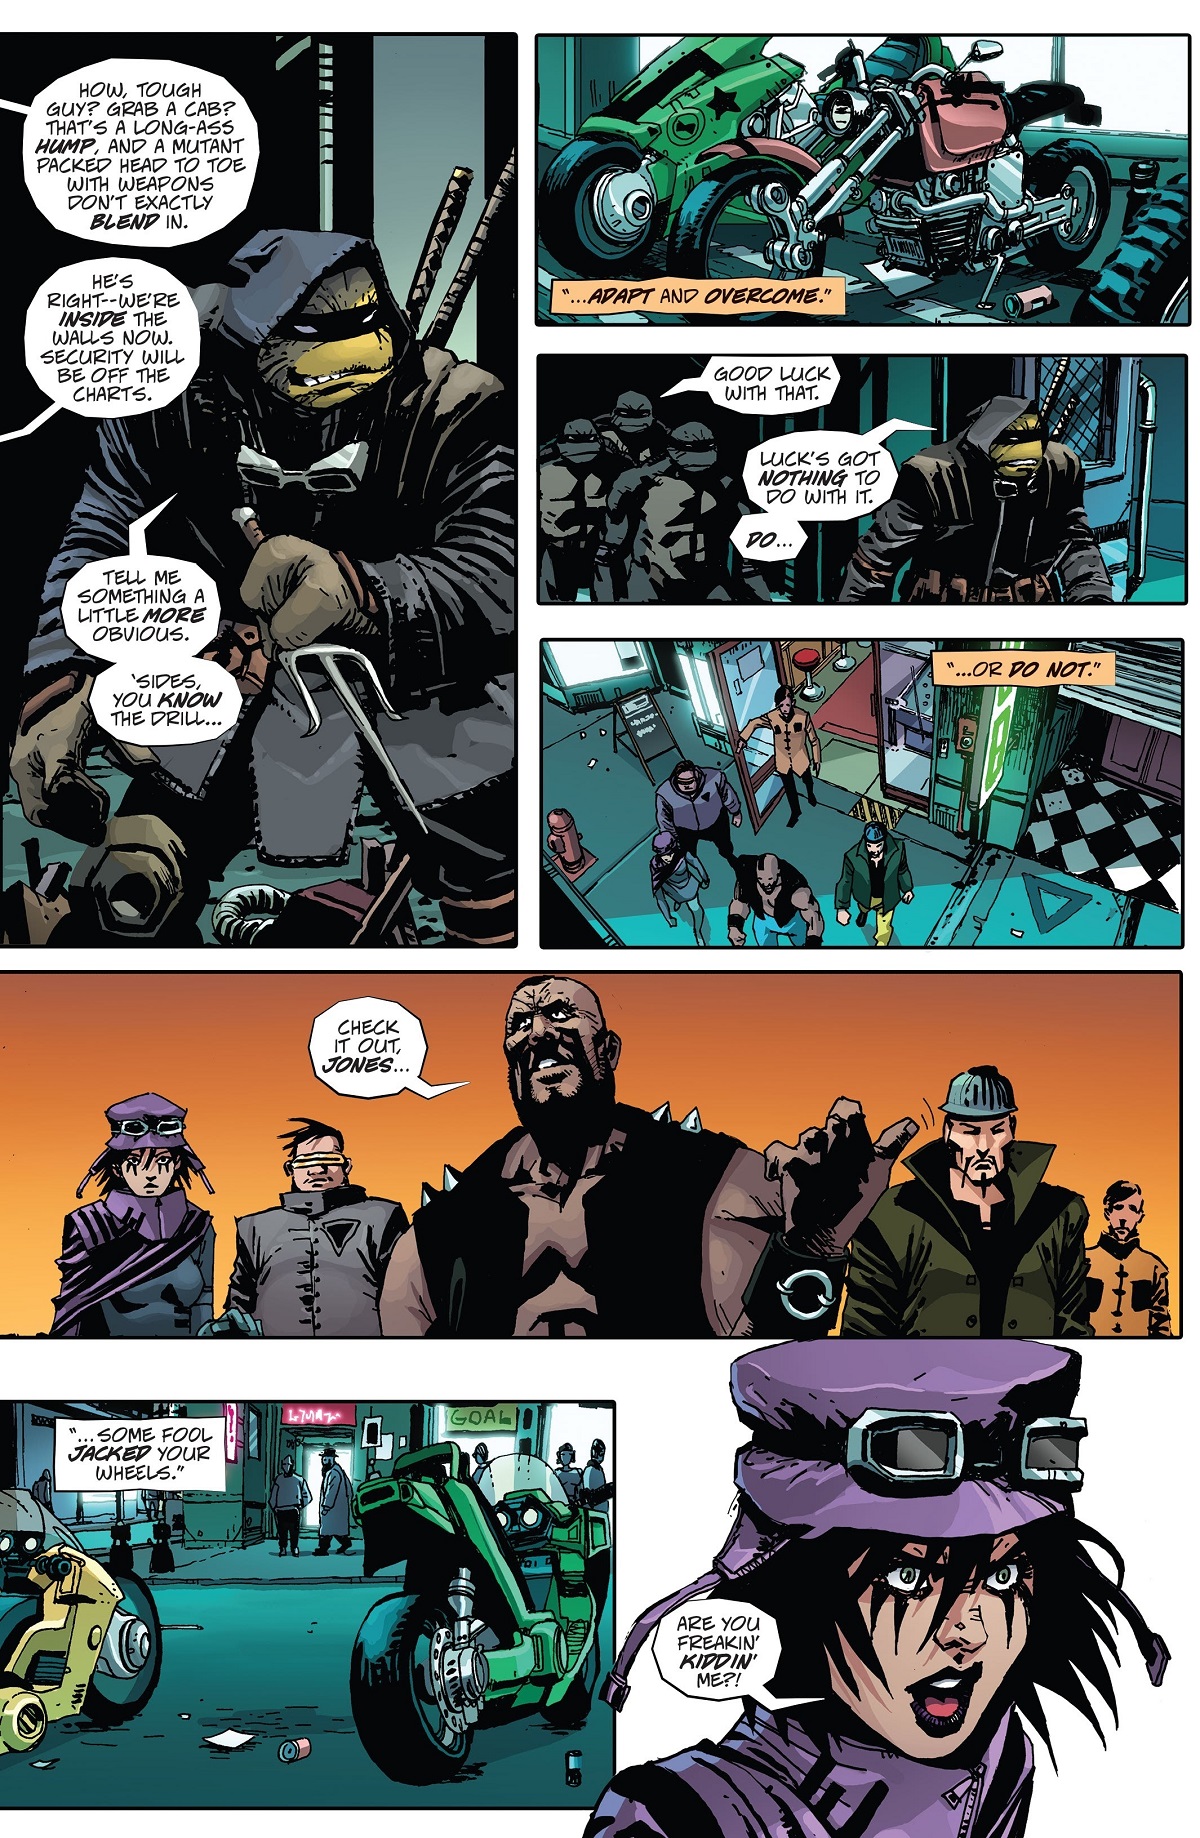 HOW, TOUGH
GUY? GRAB A CAB?
THAT'S A LONG-ASS
HUMP, AND A MUTANT
PACKED HEAD TO TOE
WITH WEAPONS
DON'T EXACTLY
BLEND IN.
HE'S
RIGHT--WE'RE
INSIDE THE
WALLS NOW.
SECURITY WILL
BE OFF THE
CHARTS.
TELL ME
SOMETHING A
LITTLE MORE
OBVIOUS.
'SIDES,
YOU KNOW
THE DRILL...
"...ADAPT AND OVERCOME."
GOOD LUCK
WITH THAT.
LUCK'S GOT
NOTHING TO
DO WITH IT.
DO...
"...OR DO NOT."
CHECK
IT OUT,
JONES...
"...SOME FOOL
JACKED YOUR
WHEELS."
GOAL
ARE YOU
FREAKIN'
KIDDIN'
ME?!